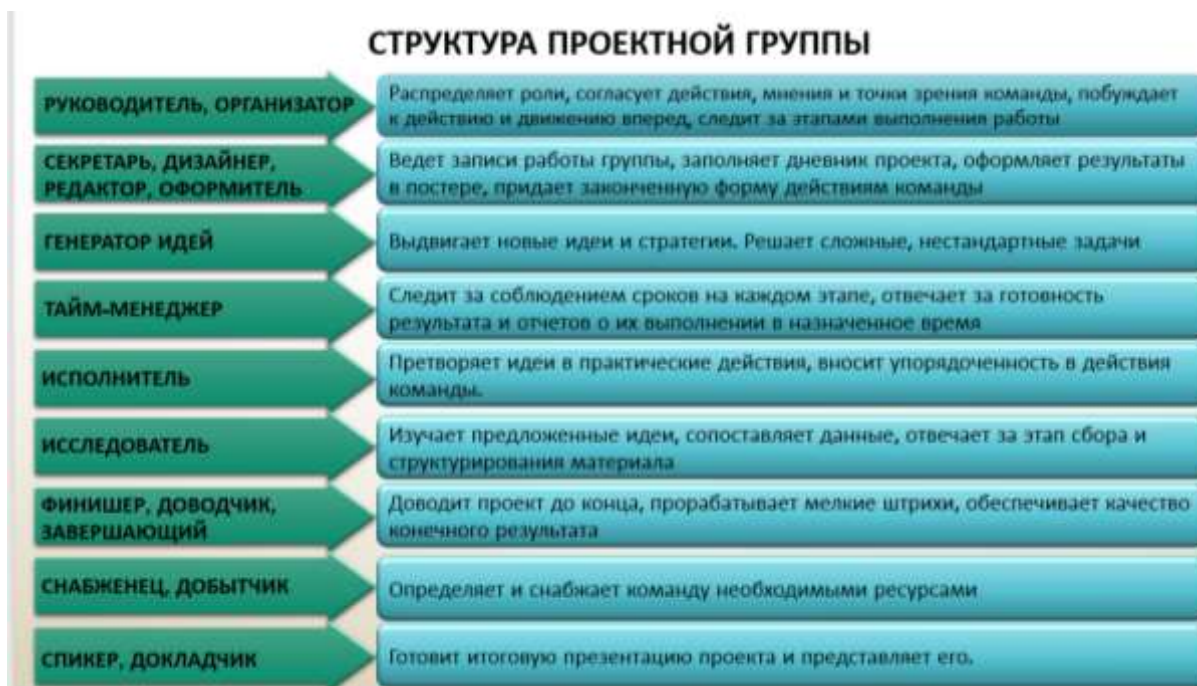 СТРУКТУРА ПРОЕКТНОЙ ГРУППЫ
РУКОВОДИТЕЛЬ, ОРГАНИЗАТОР
Распределяет роли, согласует действия, мнения и точки зрения команды, побуждает
к действию и движению вперед, следит за этапами выполнения работы
СЕКРЕТАРЬ, ДИЗАЙНЕР,
РЕДАКТОР, ОФОРМИТЕЛЬ
Ведет записи работы группы, заполняет дневник проекта, оформляет результаты
в постере, придает законченную форму действиям команды
ГЕНЕРАТОР ИДЕЙ
Выдвигает новые идеи и стратегии. Решает сложные, нестандартные задачи
ТАЙМ-МЕНЕДЖЕР
Следит за соблюдением сроков на каждом этапе, отвечает за готовность
результата и отчетов о их выполнении в назначенное время
ИСПОЛНИТЕЛЬ
Претворяет идеи в практические действия, вносит упорядоченность в действия
команды.
ИССЛЕДОВАТЕЛЬ
Изучает предложенные идеи, сопоставляет данные, отвечает за этап сбора и
структурирования материала
ФИНИШЕР, ДОВОДЧИК,
ЗАВЕРШАЮЩИЙ
Доводит проект до конца, прорабатывает мелкие штрихи, обеспечивает качество
конечного результата
СНАБЖЕНЕЦ, ДОБЫТЧИК
Определяет и снабжает команду необходимыми ресурсами
СПИКЕР, ДОКЛАДЧИК
Готовит итоговую презентацию проекта и представляет его.